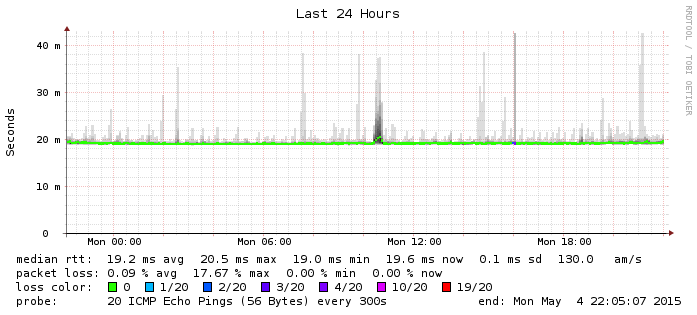 Last 24 Hours
RRDTOOL / TOBI OETIKER
Seconds
40 m
30 m
20 m
10 m
0
Mon 00:00 Mon 06:00 Mon 12:00 Mon 18:00
median rtt: 19.2 ms avg 20.5 ms max 19.0 ms min 19.6 ms now 0.1 ms sd 130.0 am/s
packet loss: 0.09 % avg 17.67 % max 0.00 % min 0.00 % now
loss color: 0 1/20 2/20 3/20 4/20 10/20 19/20
probe: 20 ICMP Echo Pings (56 Bytes) every 300s end: Mon May 4 22:05:07 2015